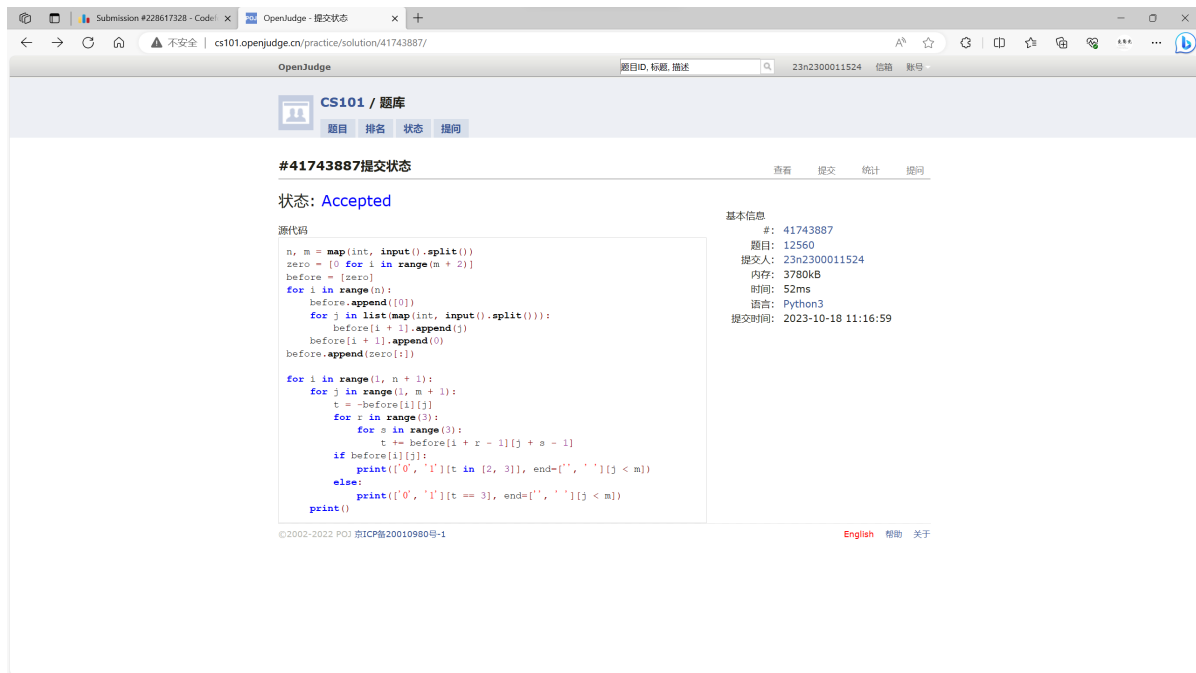 Submission #228617328 - Codef
OpenJudge - 提交状态
不安全 | cs101.openjudge.cn/practice/solution/41743887/
OpenJudge
题目ID, 标题, 描述
23n2300011524 信箱 账号
CS101 / 题库
题目 排名 状态 提问
#41743887提交状态
查看 提交 统计 提问
状态: Accepted
源代码
n, m = map(int, input().split())
zero = [0 for i in range(m + 2)]
before = [zero]
for i in range(n):
    before.append([0])
    for j in list(map(int, input().split())):
        before[i + 1].append(j)
    before[i + 1].append(0)
before.append(zero[:])
for i in range(1, n + 1):
    for j in range(1, m + 1):
        t = -before[i][j]
        for r in range(3):
            for s in range(3):
                t += before[i + r - 1][j + s - 1]
        if before[i][j]:
            print(['0', '1'][t in [2, 3]], end=['', ' '][j < m])
        else:
            print(['0', '1'][t == 3], end=['', ' '][j < m])
    print()
基本信息
#: 41743887
题目: 12560
提交人: 23n2300011524
内存: 3780kB
时间: 52ms
语言: Python3
提交时间: 2023-10-18 11:16:59
©2002-2022 POJ 京ICP备20010980号-1
English 帮助 关于